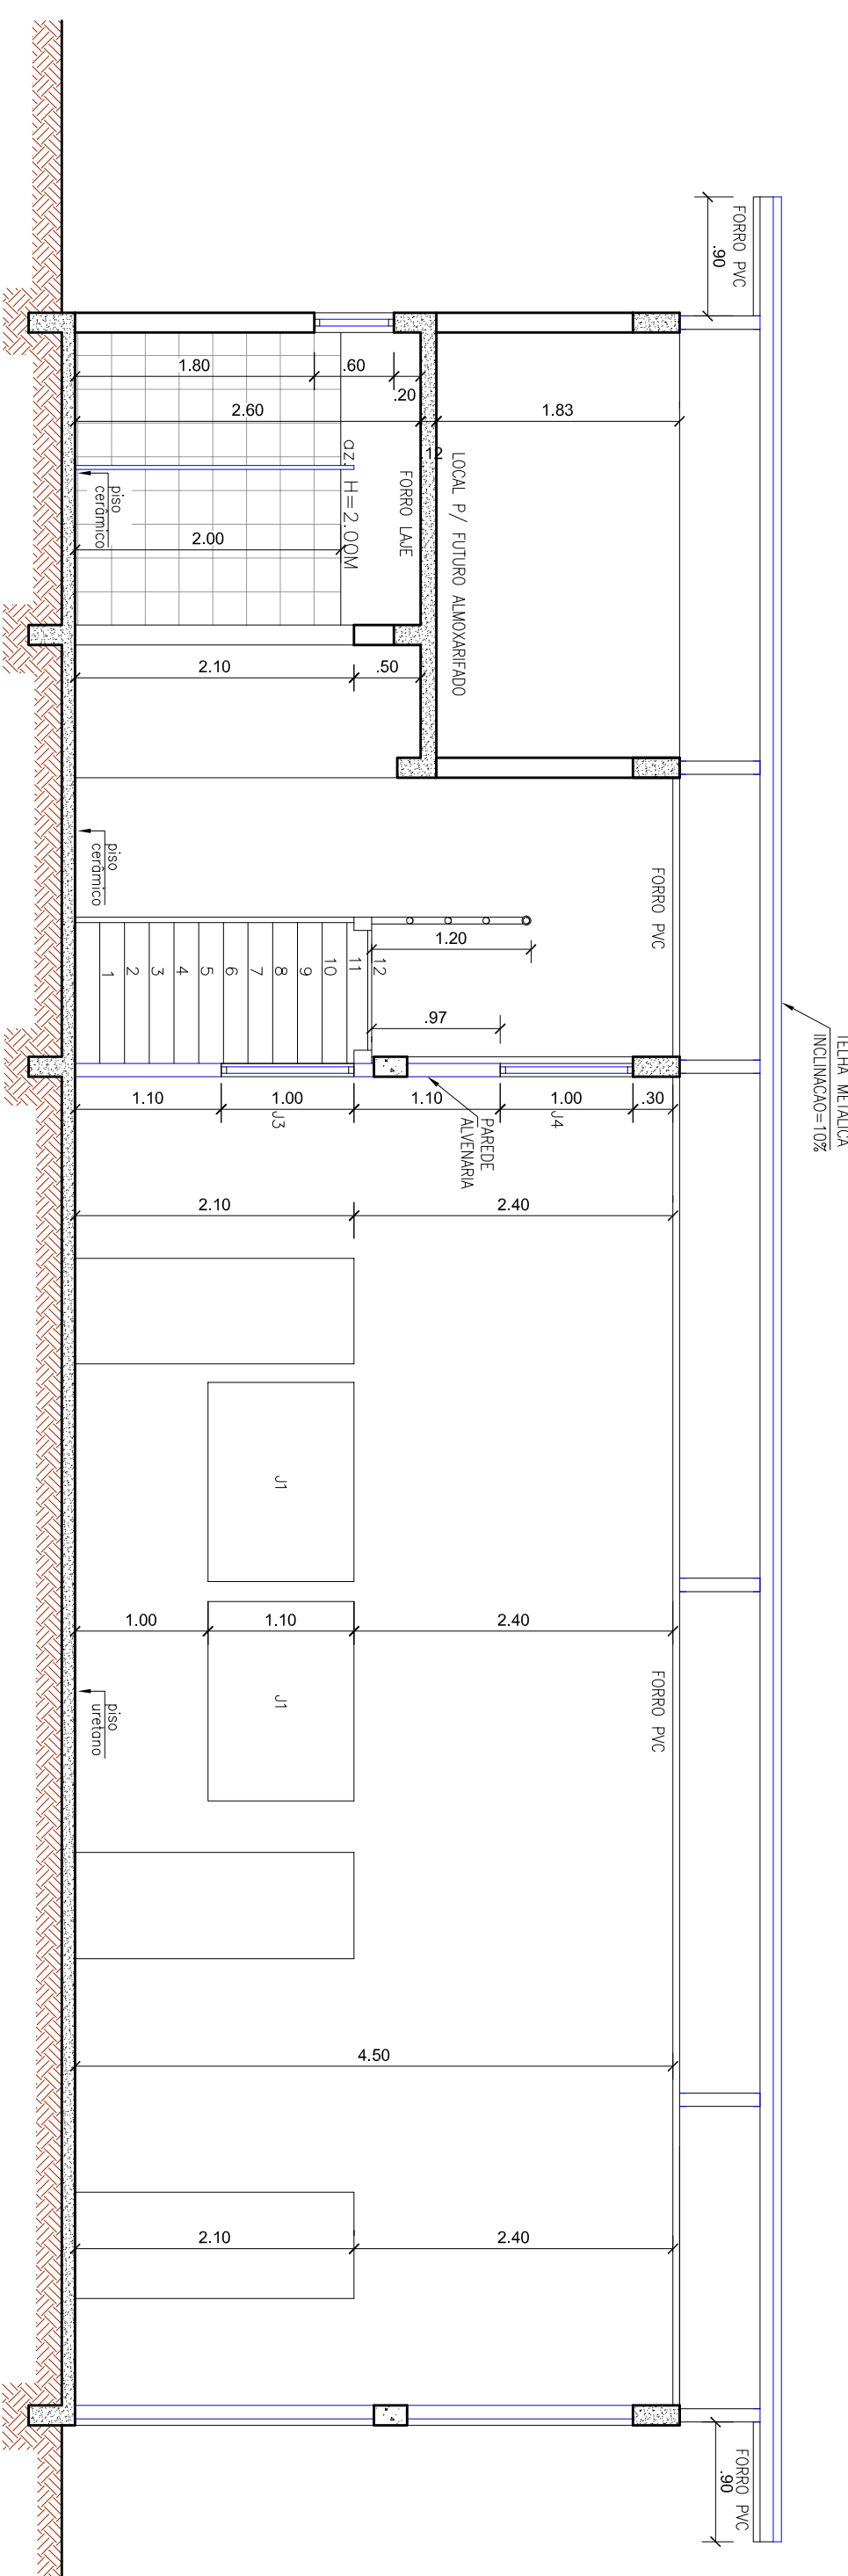 FORRO PVC
.90
TELHA METALICA
INCLINACAO=10%
1.80
.60
.20
2.60
.12
1.83
LOCAL P/ FUTURO ALMOXARIFADO
az. H=2.00M
FORRO LAJE
piso
cerâmico
2.00
2.10
.50
piso
cerâmico
FORRO PVC
1.20
.97
1
2
3
4
5
6
7
8
9
10
11
12
1.10
1.00
J3
1.10
1.00
J4
.30
PAREDE
ALVENARIA
2.10
2.40
J1
1.00
1.10
2.40
J1
piso
uretano
FORRO PVC
4.50
2.10
2.40
FORRO PVC
.90